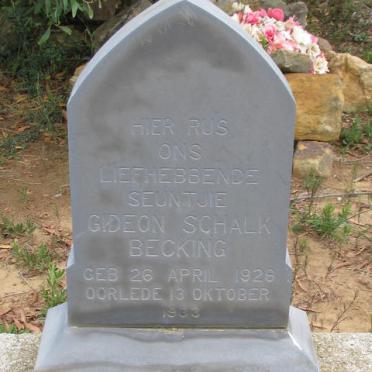 HIER RUS
ONS
LIEFHEBBENDE
SEUNTJIE
GIDEON SCHALK
BECKING
GEB 26 APRIL 1926
OORLEDE 13 OKTOBER